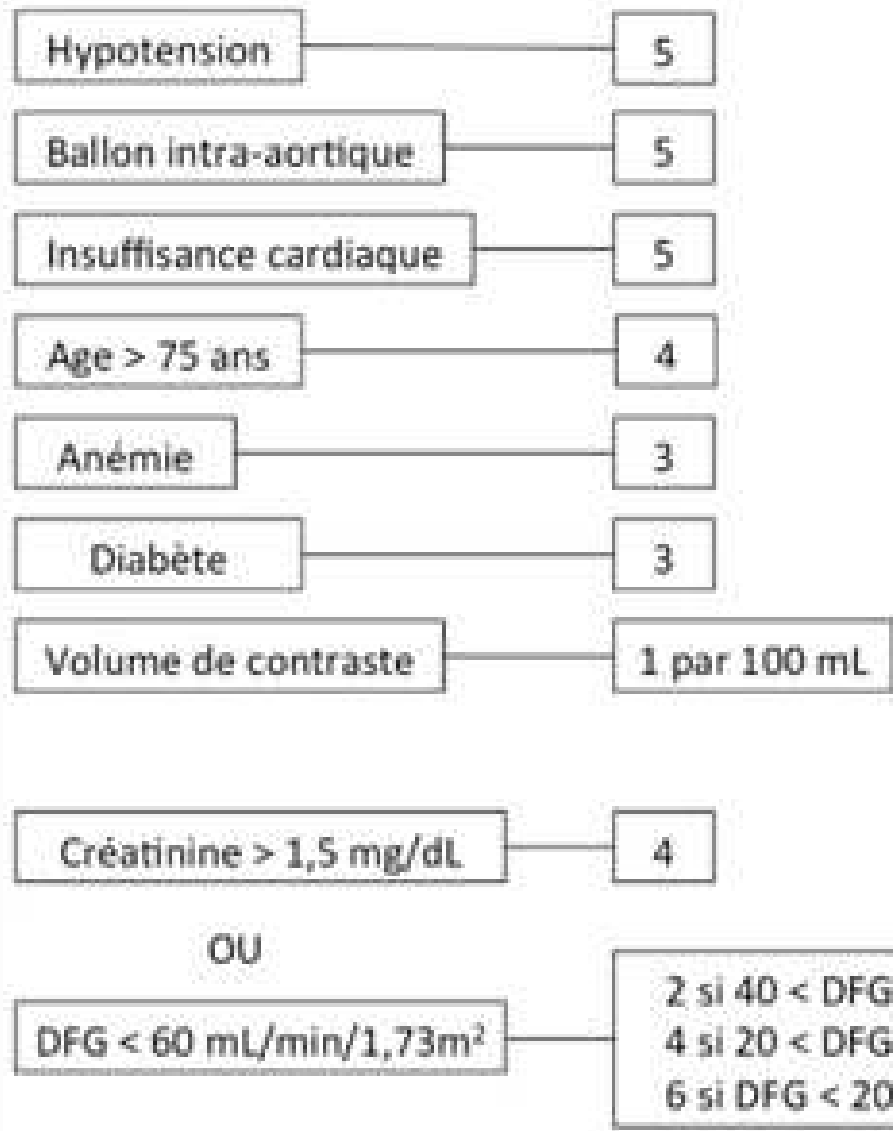 Hypotension 5
Ballon intra-aortique 5
Insuffisance cardiaque 5
Age > 75 ans 4
Anémie 3
Diabète 3
Volume de contraste 1 par 100 mL
Créatinine > 1,5 mg/dL 4
OU
DFG < 60 mL/min/1,73m²
2 si 40 < DFG
4 si 20 < DFG
6 si DFG < 20